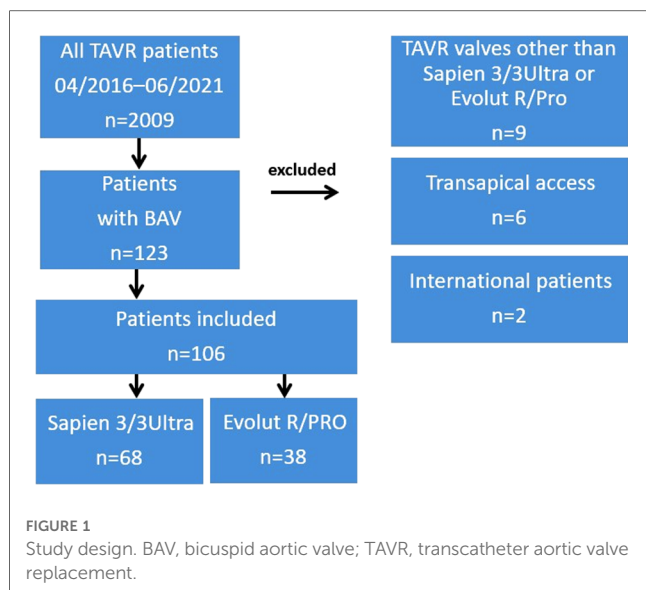 All TAVR patients
04/2016–06/2021
n=2009
Patients
with BAV
n=123
excluded
TAVR valves other than
Sapien 3/3Ultra or
Evolut R/Pro
n=9
Transapical access
n=6
International patients
n=2
Patients included
n=106
Sapien 3/3Ultra
n=68
Evolut R/PRO
n=38
FIGURE 1
Study design. BAV, bicuspid aortic valve; TAVR, transcatheter aortic valve
replacement.